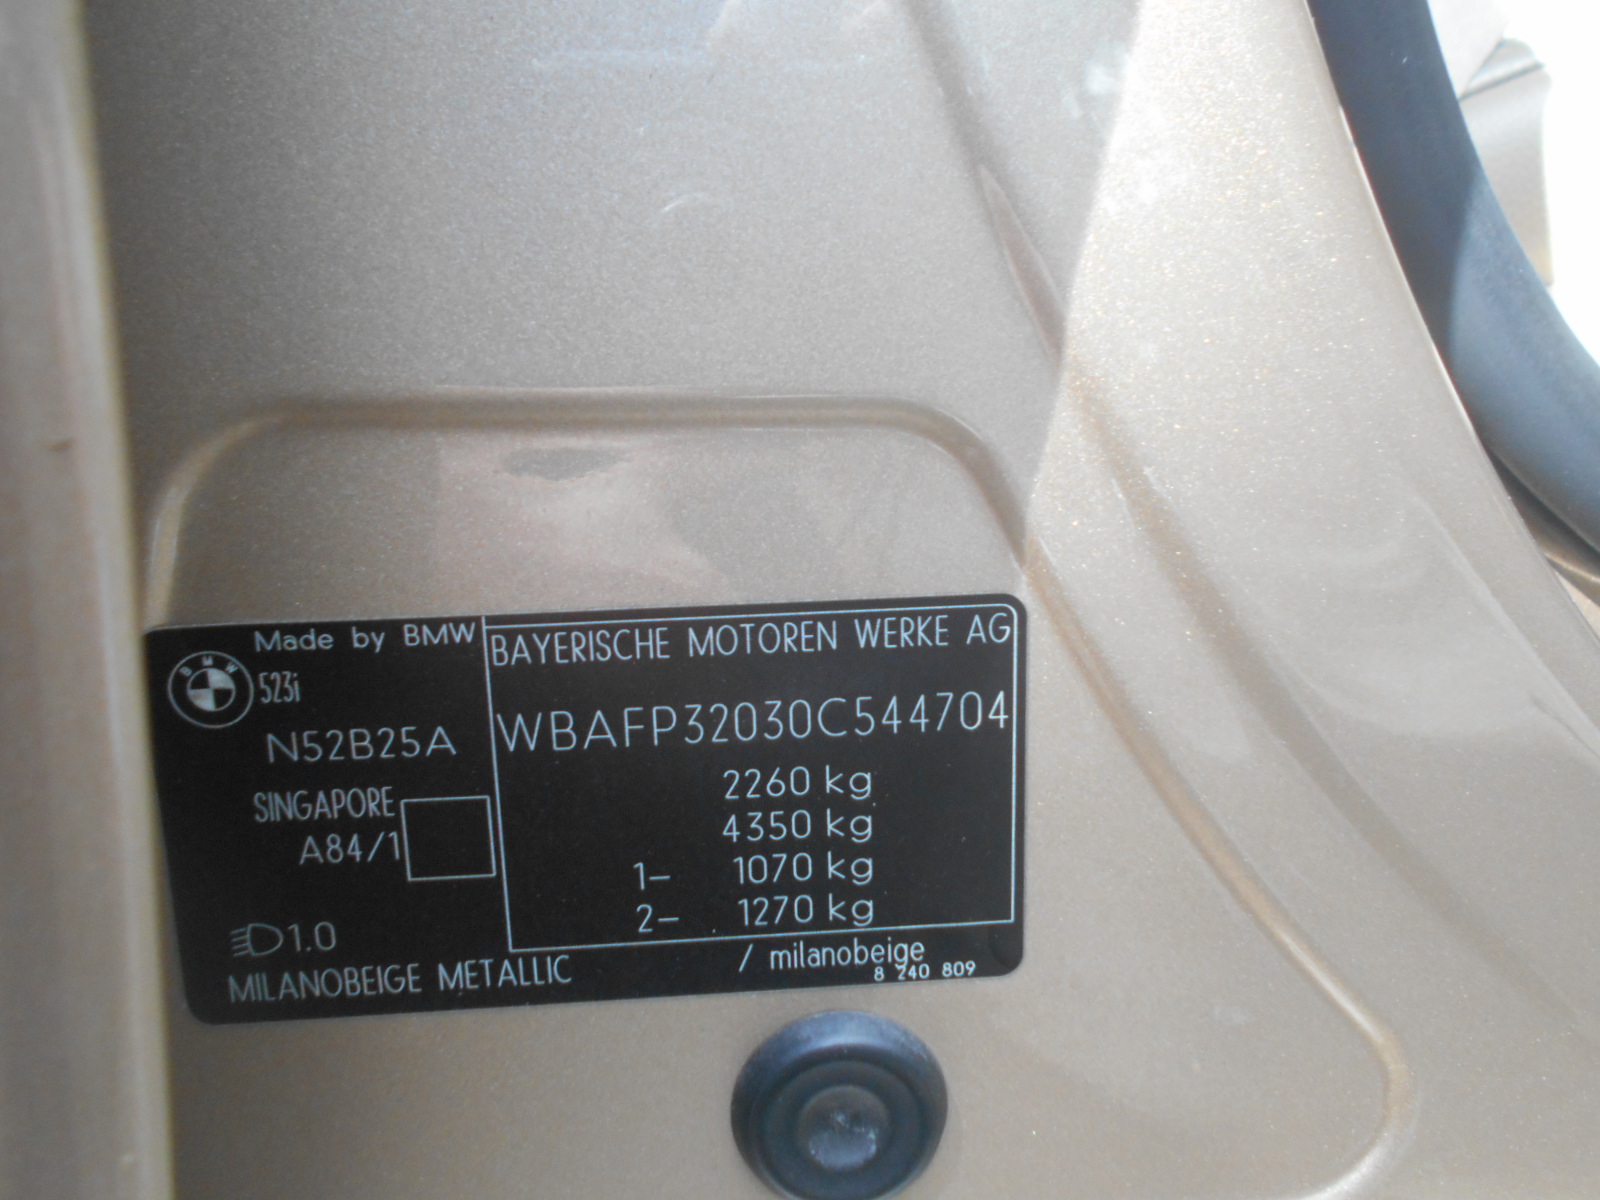 Made by BMW
BMW
523i
N52B25A
SINGAPORE
A84/1
1.0
MILANOBEIGE METALLIC
BAYERISCHE MOTOREN WERKE AG
WBAFP32030C544704
2260 kg
4350 kg
1- 1070 kg
2- 1270 kg
/ milanobeige
8 240 809